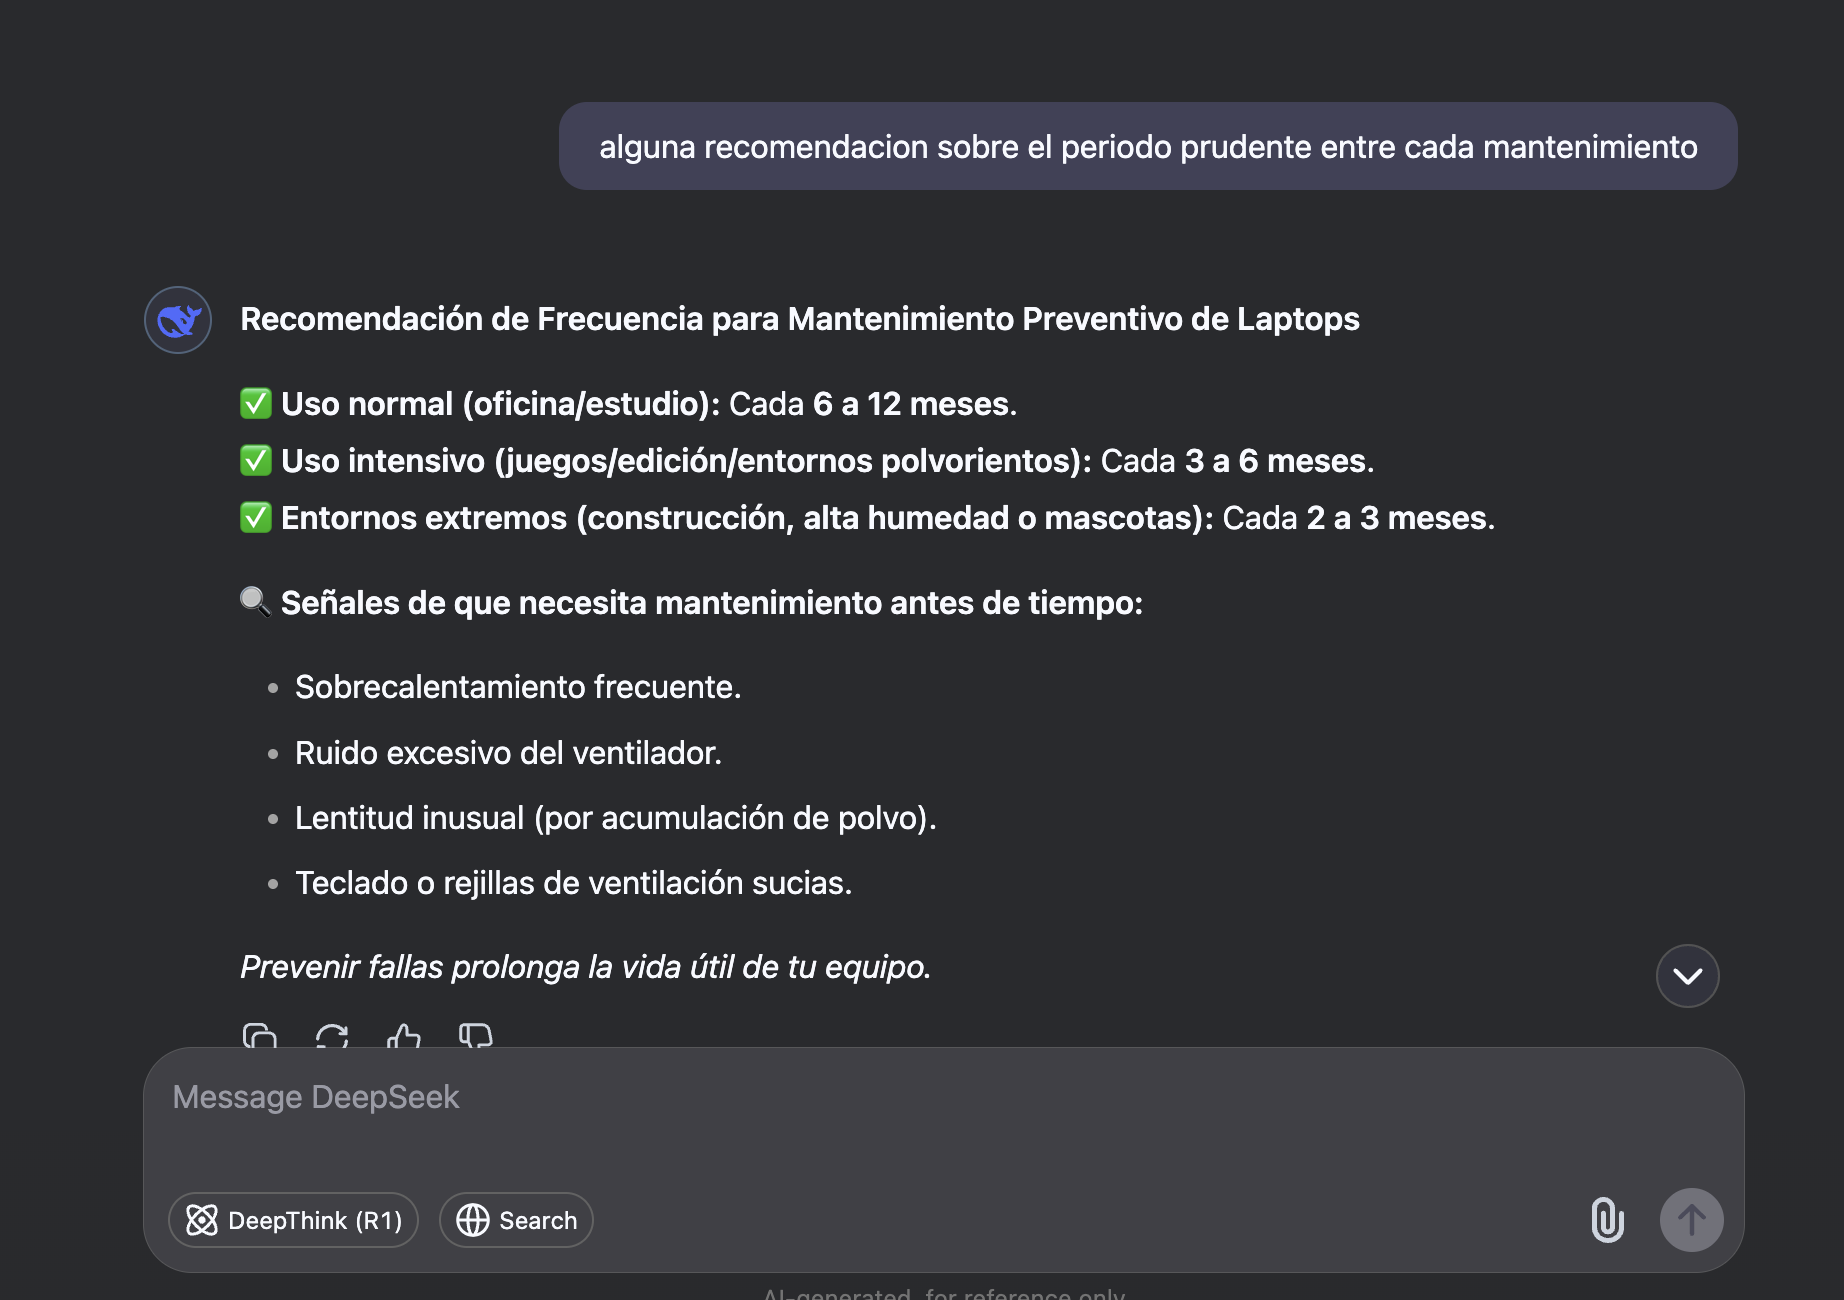 alguna recomendacion sobre el periodo prudente entre cada mantenimiento
Recomendación de Frecuencia para Mantenimiento Preventivo de Laptops
✅ Uso normal (oficina/estudio): Cada 6 a 12 meses.
✅ Uso intensivo (juegos/edición/entornos polvorientos): Cada 3 a 6 meses.
✅ Entornos extremos (construcción, alta humedad o mascotas): Cada 2 a 3 meses.
🔍 Señales de que necesita mantenimiento antes de tiempo:
• Sobrecalentamiento frecuente.
• Ruido excesivo del ventilador.
• Lentitud inusual (por acumulación de polvo).
• Teclado o rejillas de ventilación sucias.
Prevenir fallas prolonga la vida útil de tu equipo.
Message DeepSeek
DeepThink (R1) Search
AI-generated, for reference only